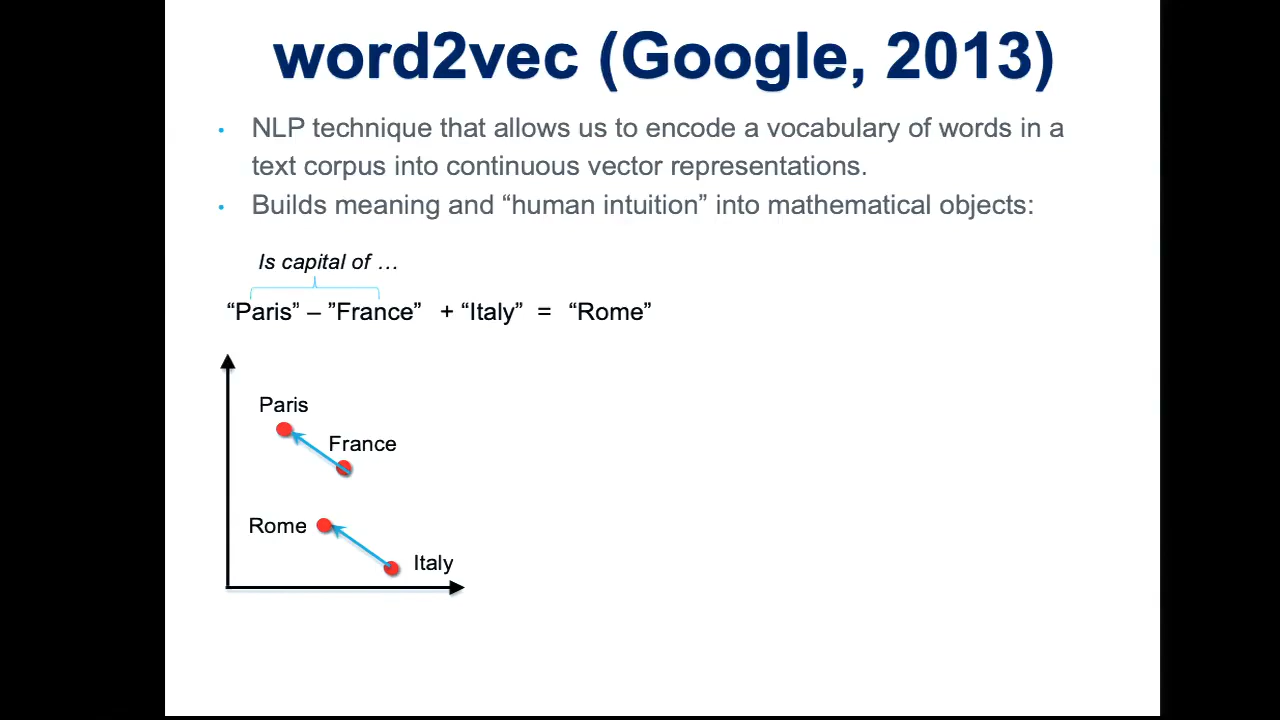 word2vec (Google, 2013)
• NLP technique that allows us to encode a vocabulary of words in a
text corpus into continuous vector representations.
• Builds meaning and “human intuition” into mathematical objects:
Is capital of …
“Paris” – ”France” + “Italy” = “Rome”
Paris
France
Rome
Italy